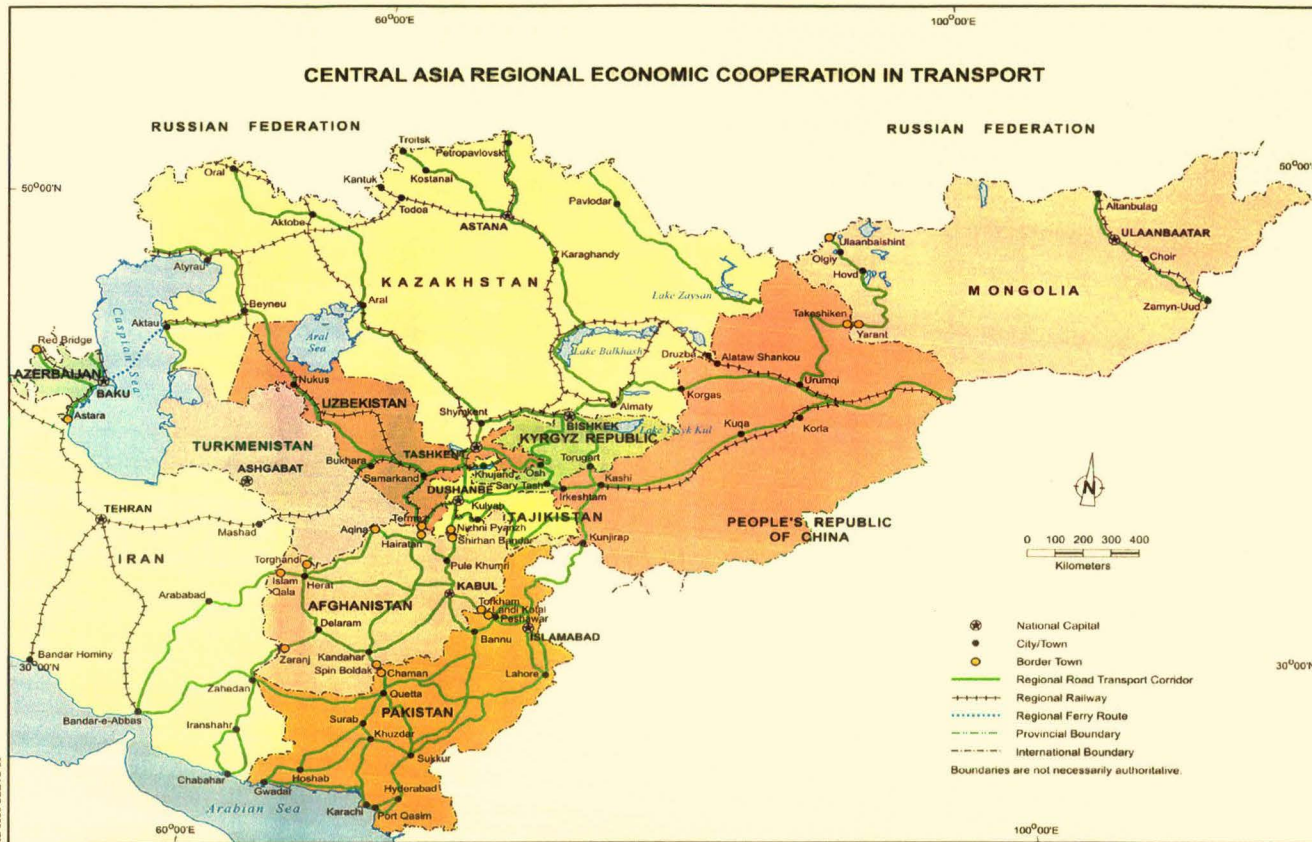 60°00'E
100°00'E
CENTRAL ASIA REGIONAL ECONOMIC COOPERATION IN TRANSPORT
RUSSIAN FEDERATION
RUSSIAN FEDERATION
Troitsk
Petropavlovsk
Oral
Kostanai
50°00'N
50°00'N
Kantuk
Todoa
Pavlodar
Altanbulag
Aktobe
ASTANA
ULAANBAATAR
Ulaanbaishint
Olgiy
Choir
Atyrau
Karaghandy
Hovd
KAZAKHSTAN
MONGOLIA
Lake Zaysan
Zamyn-Uud
Beyneu
Aral
Takeshiken
Aktau
Yarant
Caspian Sea
Aral
Sea
Red Bridge
Lake Balkhash
Druzba
Alataw Shankou
AZERBAIJAN
BAKU
Nukus
Urumqi
Korgas
UZBEKISTAN
Astara
Shymkent
Almaty
BISHKEK
Kuqa
Korla
Lake Ysyk Kul
KYRGYZ REPUBLIC
TURKMENISTAN
TASHKENT
Bukhara
Torugart
ASHGABAT
Samarkand
Khujand
Osh
Kashi
Sary Tash
Irkeshtam
DUSHANBE
Kulyab
TEHRAN
Termez
TAJIKISTAN
N
Mashad
Aqina
Nizhni Pyanzh
PEOPLE'S REPUBLIC
OF CHINA
Hairatan
Shirhan Bandar
Kunjirap
0 100 200 300 400
Kilometers
IRAN
Torghandi
Pule Khumri
Islam
Qala
Herat
KABUL
Arababad
AFGHANISTAN
Torkham
Landi Kotal
Peshawar
National Capital
Delaram
ISLAMABAD
Bannu
City/Town
Bandar Hominy
Zaranj
Kandahar
Border Town
30°00'N
30°00'N
Spin Boldak
Chaman
Lahore
Regional Road Transport Corridor
Zahedan
Quetta
Regional Railway
Bandar-e-Abbas
PAKISTAN
Surab
Regional Ferry Route
Iranshahr
Khuzdar
Provincial Boundary
Sukkur
International Boundary
Hoshab
Boundaries are not necessarily authoritative.
Chabahar
Gwadar
Hyderabad
Arabian Sea
Karachi
Port Qasim
60°00'E
100°00'E